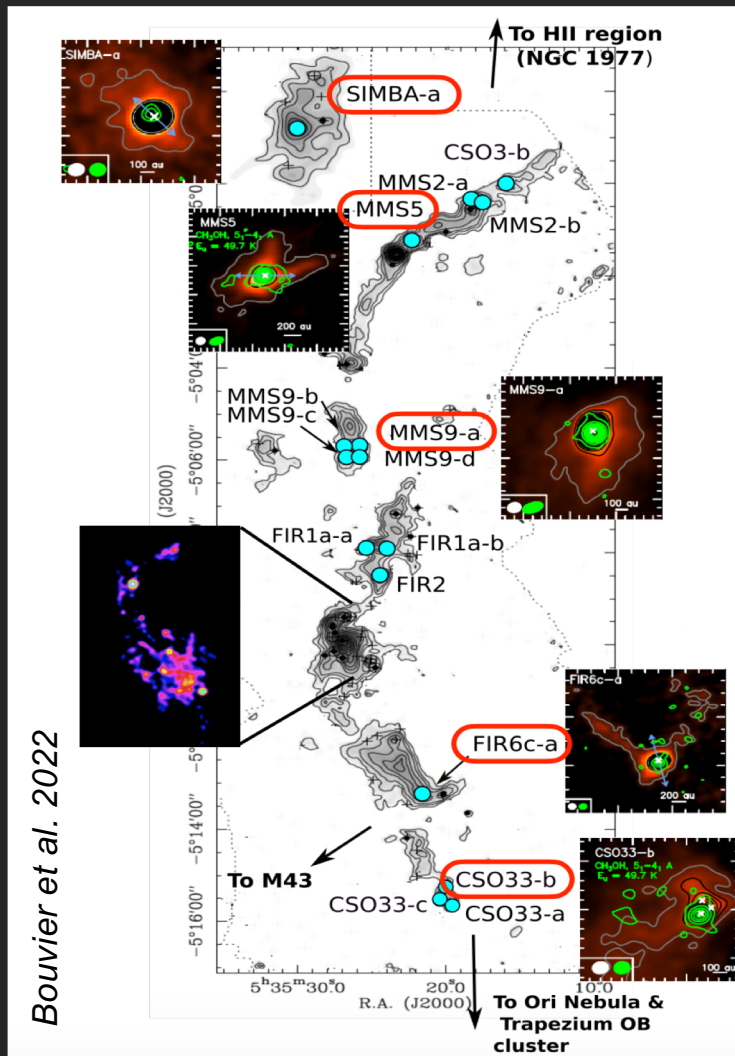 To HII region
(NGC 1977)
SIMBA-a
100 au
SIMBA-a
CSO3-b
MMS2-a
MMS5
MMS2-b
MMS5
CH₃OH, 5₁-4₁ A
Eᵤ = 49.7 K
200 au
-5°04'
MMS9-b
MMS9-c
MMS9-a
MMS9-d
-5°06'00"
(J2000)
MMS9-a
100 au
FIR1a-a
FIR1a-b
FIR2
FIR6c-a
FIR6c-a
200 au
-5°14'00"
To M43
CSO33-b
CSO33-c
CSO33-a
-5°16'00"
CSO33-b
CH₃OH, 5₁-4₁ A
Eᵤ = 49.7 K
100 au
5ʰ35ᵐ30.0ˢ
20.0ˢ
10.0
R.A. (J2000)
To Ori Nebula &
Trapezium OB
cluster
Bouvier et al. 2022